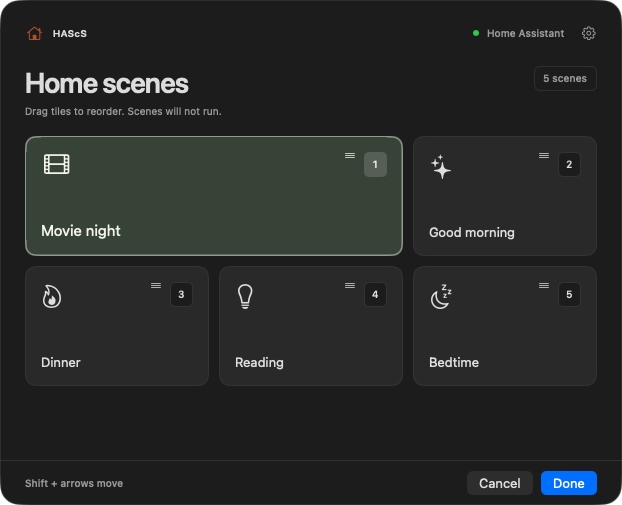 HAScS
Home Assistant
Home scenes
5 scenes
Drag tiles to reorder. Scenes will not run.
1
Movie night
2
Good morning
3
Dinner
4
Reading
z z z
5
Bedtime
Shift + arrows move
Cancel
Done